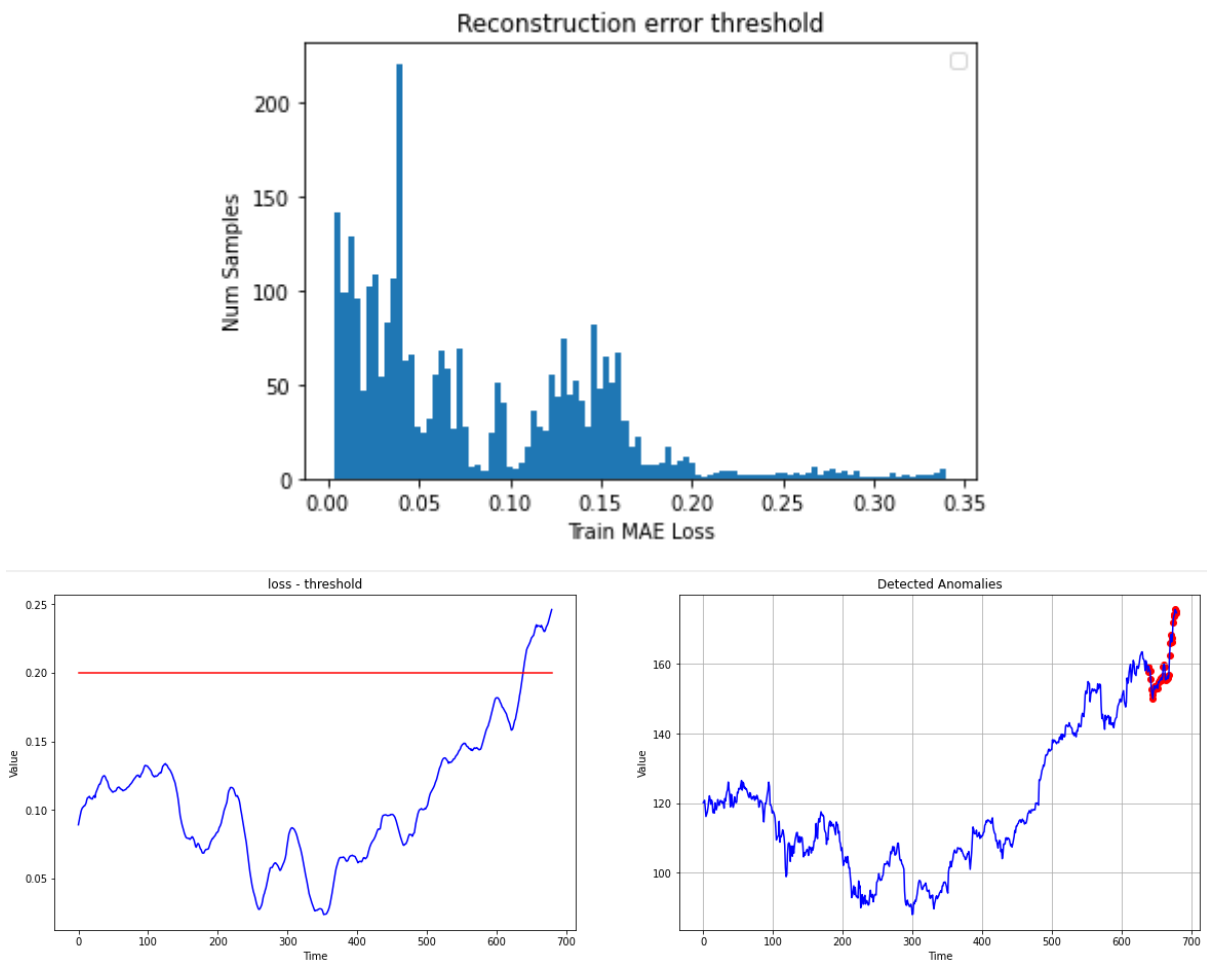 Reconstruction error threshold
200
150
100
50
0
Num Samples
0.00 0.05 0.10 0.15 0.20 0.25 0.30 0.35
Train MAE Loss
loss - threshold
0.25
0.20
0.15
0.10
0.05
Value
0 100 200 300 400 500 600 700
Time
Detected Anomalies
160
140
120
100
Value
0 100 200 300 400 500 600 700
Time